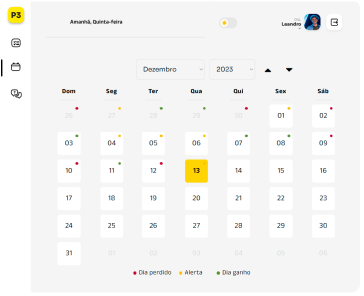 P3
Amanhã, Quinta-feira
Leandro
Dezembro 2023
Dom Seg Ter Qua Qui Sex Sáb
26 27 28 29 30 01 02
03 04 05 06 07 08 09
10 11 12 13 14 15 16
17 18 19 20 21 22 23
24 25 26 27 28 29 30
31 01 02 03 04 05 06
Dia perdido Alerta Dia ganho